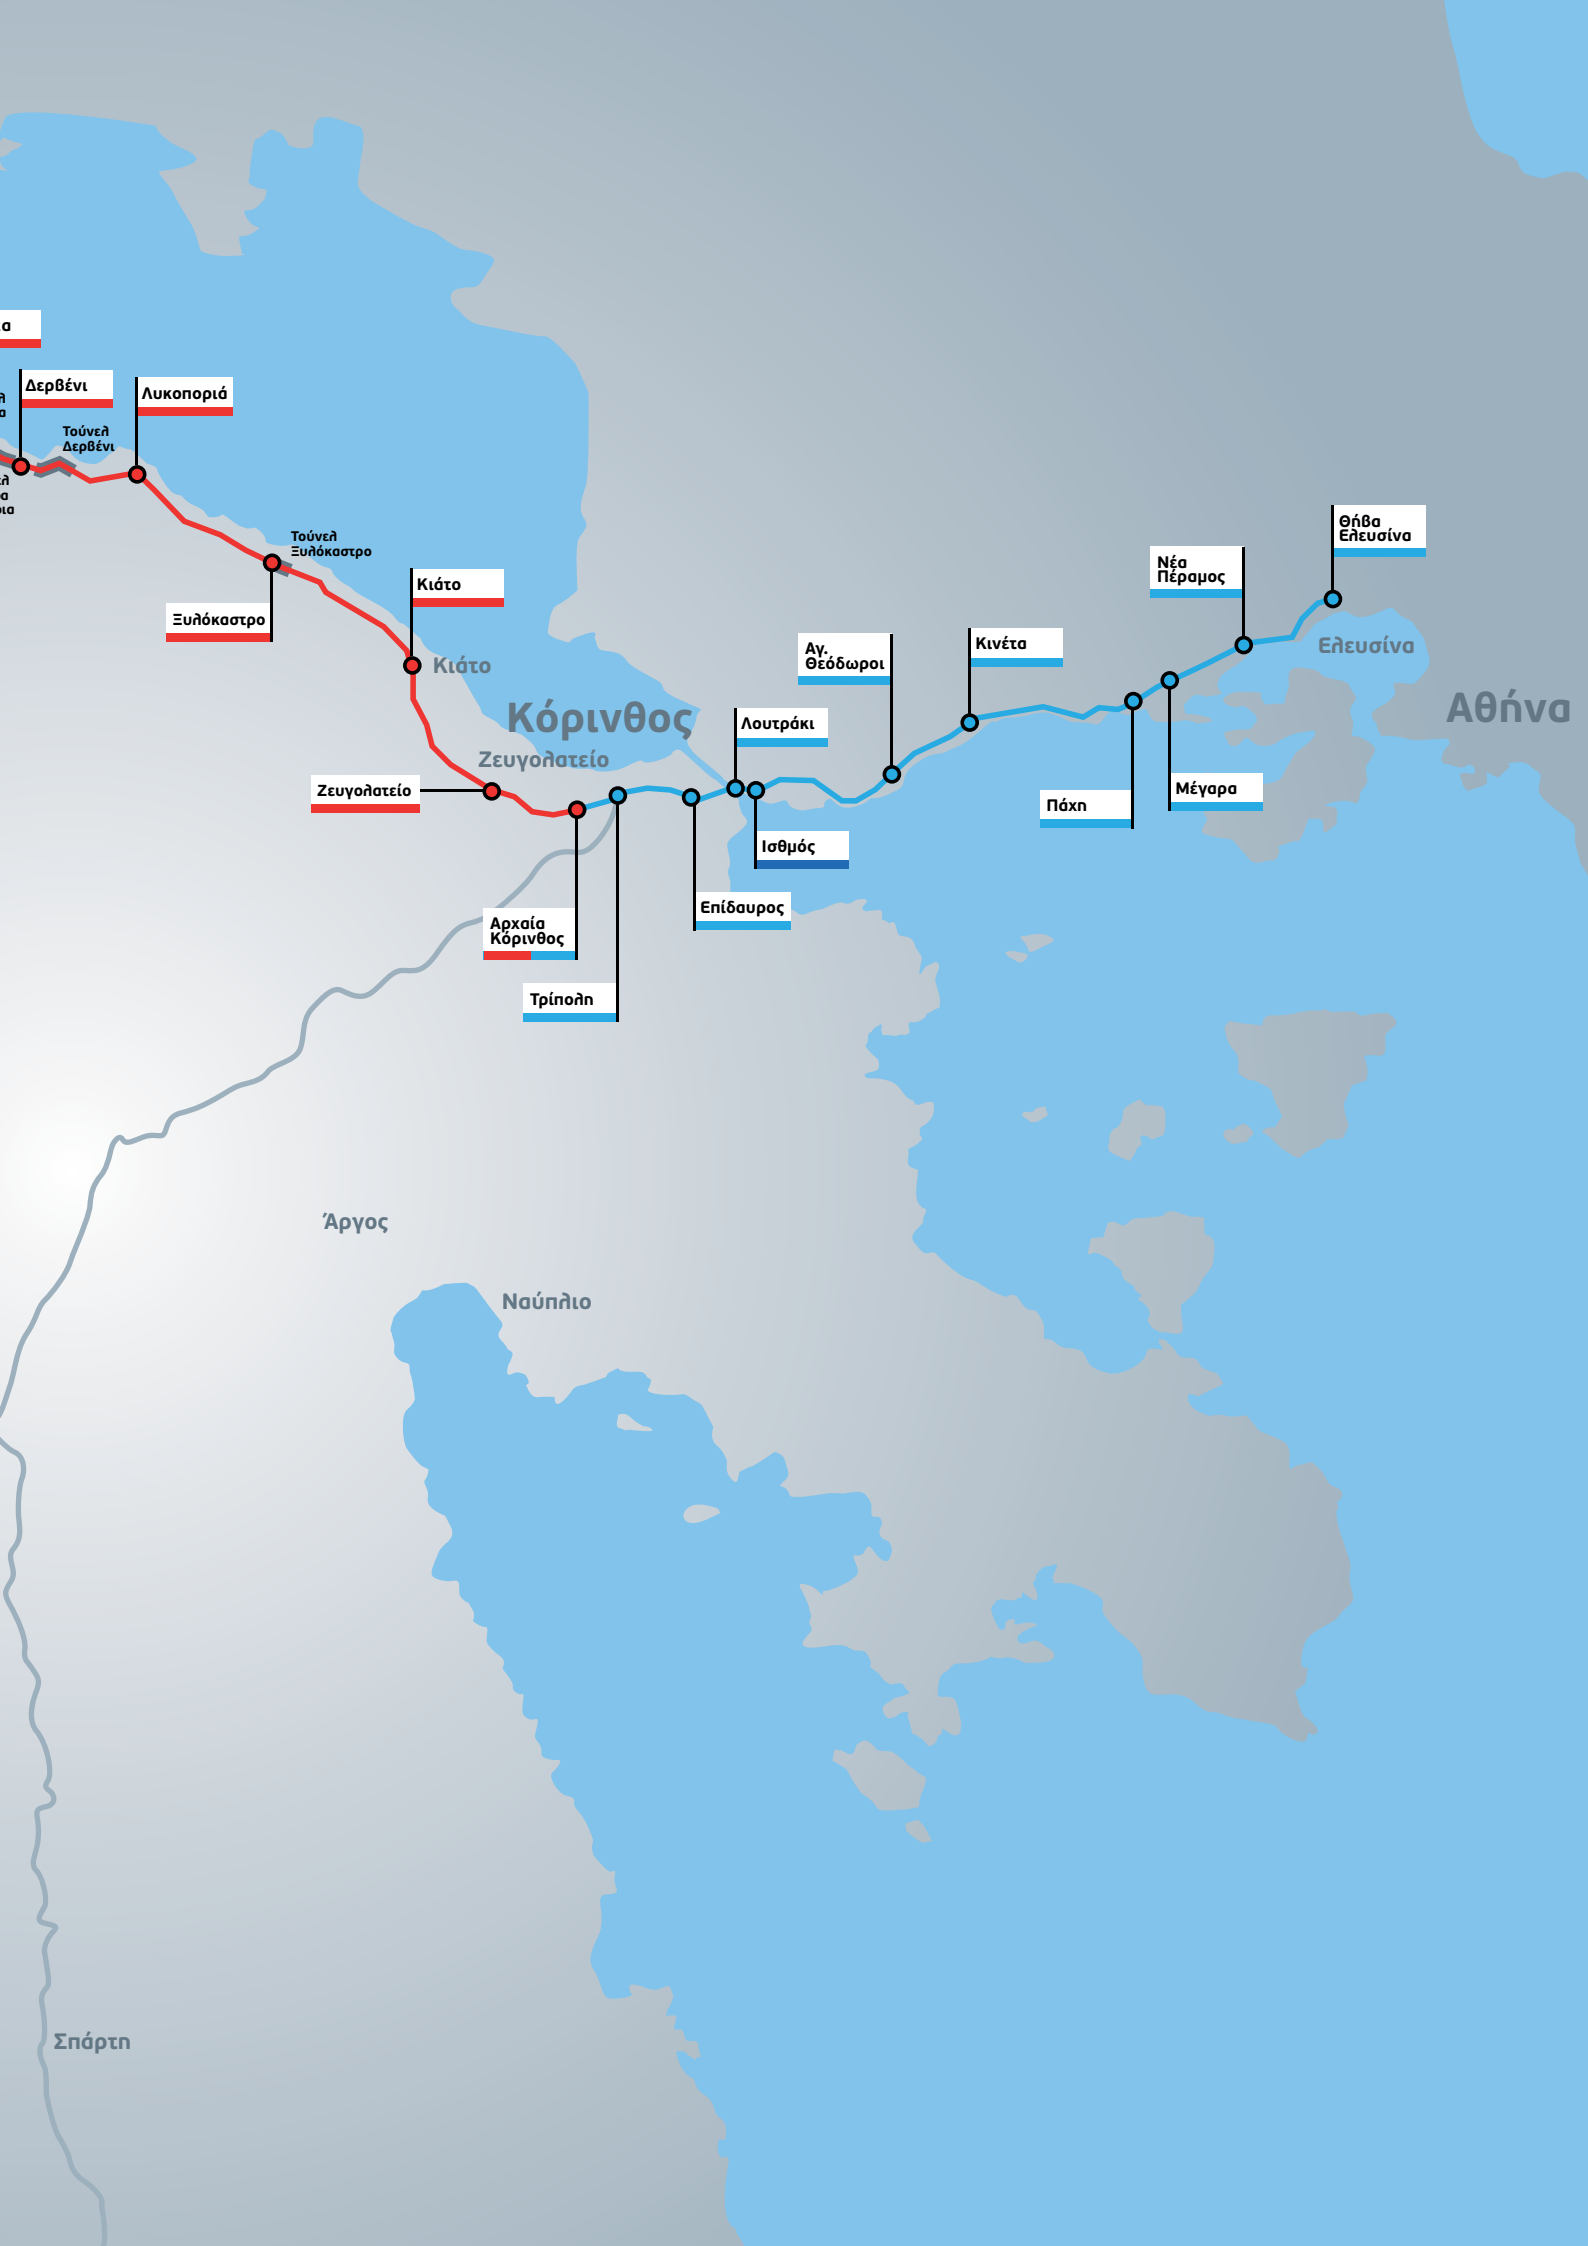 Δερβένι
Λυκοποριά
Τούνελ
Δερβένι
Τούνελ
Ξυλόκαστρο
Ξυλόκαστρο
Κιάτο
Κιάτο
Κόρινθος
Ζευγολατείο
Ζευγολατείο
Λουτράκι
Αγ.
Θεόδωροι
Κινέτα
Νέα
Πέραμος
Θήβα
Ελευσίνα
Ελευσίνα
Αθήνα
Πάχη
Μέγαρα
Ισθμός
Επίδαυρος
Αρχαία
Κόρινθος
Τρίπολη
Άργος
Ναύπλιο
Σπάρτη